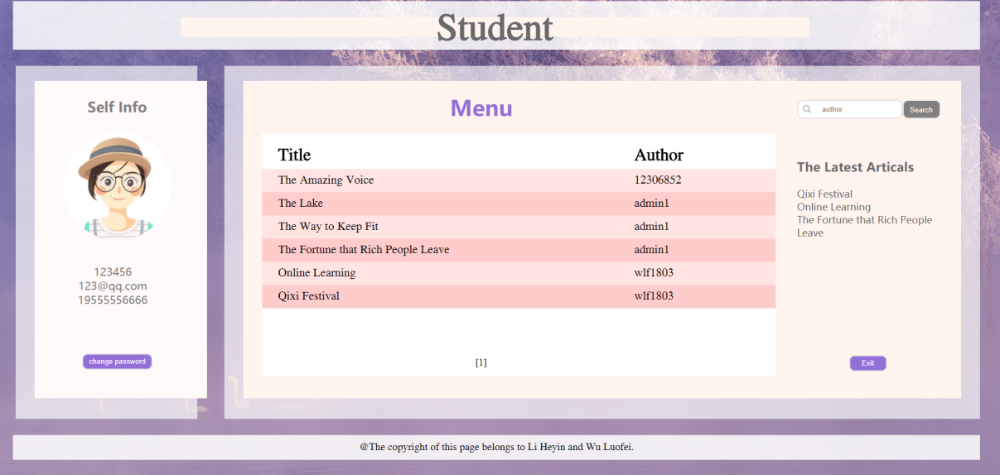 Student
Self Info
123456
123@qq.com
19555556666
change password
Menu
Title Author
The Amazing Voice 12306852
The Lake admin1
The Way to Keep Fit admin1
The Fortune that Rich People Leave admin1
Online Learning wlf1803
Qixi Festival wlf1803
[1]
author Search
The Latest Articals
Qixi Festival
Online Learning
The Fortune that Rich People
Leave
Exit
@The copyright of this page belongs to Li Heyin and Wu Luofei.